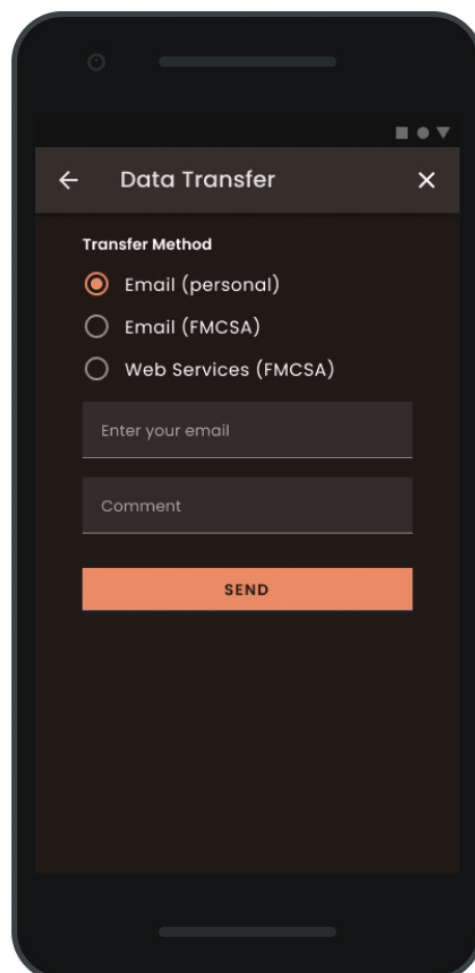 Data Transfer
Transfer Method
Email (personal)
Email (FMCSA)
Web Services (FMCSA)
Enter your email
Comment
SEND